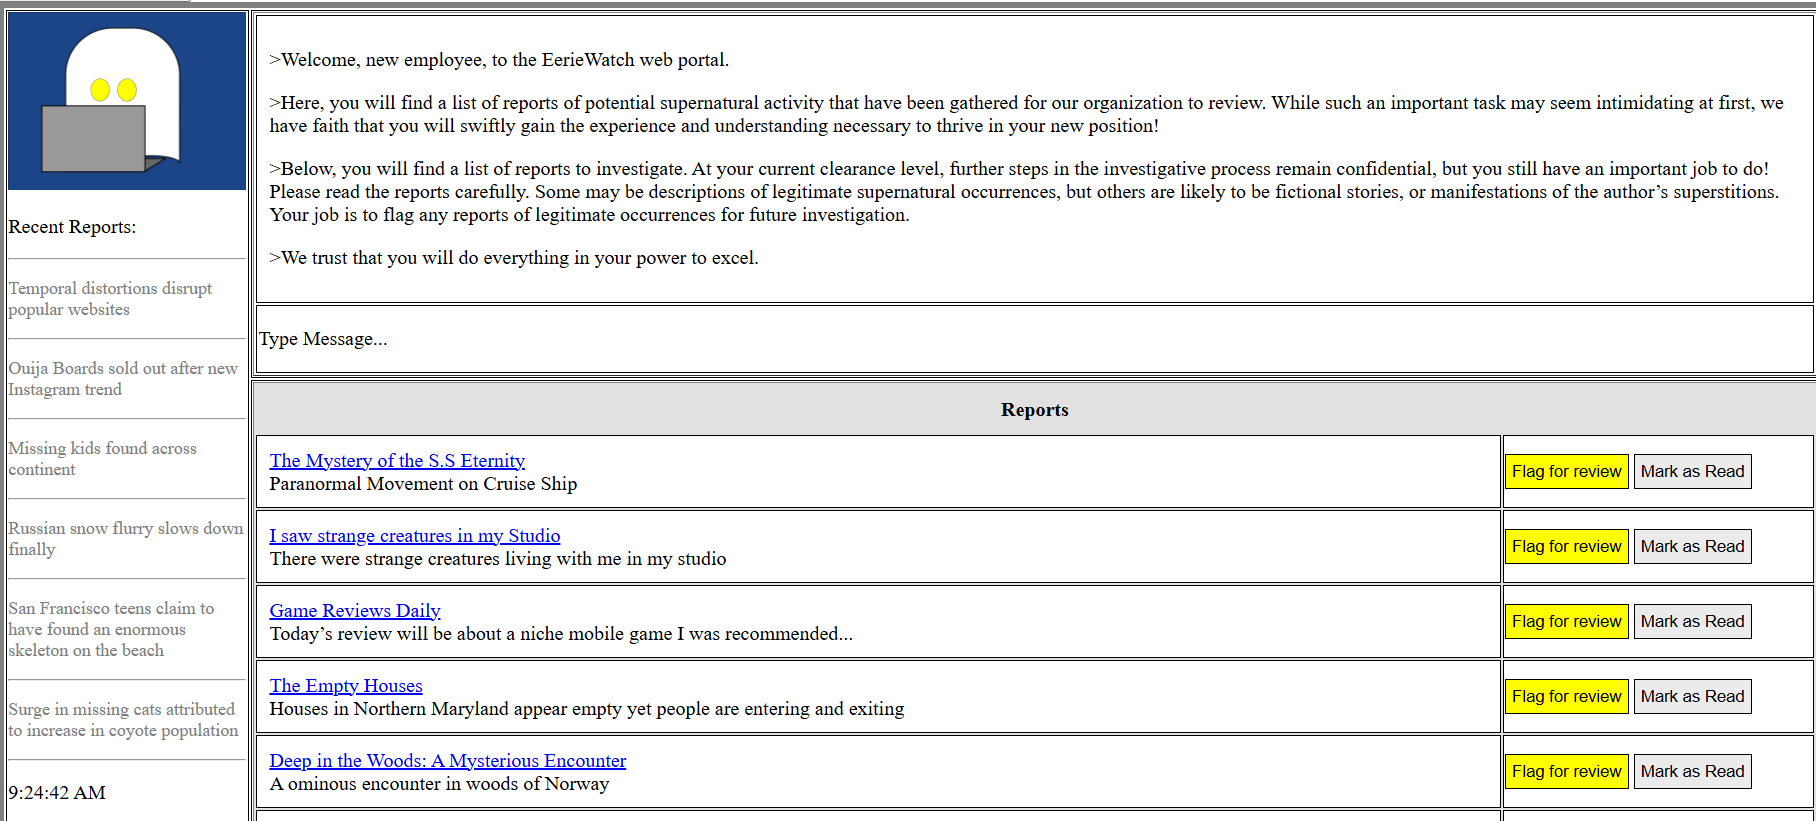 Recent Reports:
Temporal distortions disrupt
popular websites
Ouija Boards sold out after new
Instagram trend
Missing kids found across
continent
Russian snow flurry slows down
finally
San Francisco teens claim to
have found an enormous
skeleton on the beach
Surge in missing cats attributed
to increase in coyote population
9:24:42 AM
>Welcome, new employee, to the EerieWatch web portal.
>Here, you will find a list of reports of potential supernatural activity that have been gathered for our organization to review. While such an important task may seem intimidating at first, we
have faith that you will swiftly gain the experience and understanding necessary to thrive in your new position!
>Below, you will find a list of reports to investigate. At your current clearance level, further steps in the investigative process remain confidential, but you still have an important job to do!
Please read the reports carefully. Some may be descriptions of legitimate supernatural occurrences, but others are likely to be fictional stories, or manifestations of the author’s superstitions.
Your job is to flag any reports of legitimate occurrences for future investigation.
>We trust that you will do everything in your power to excel.
Type Message...
Reports
The Mystery of the S.S Eternity
Paranormal Movement on Cruise Ship
Flag for review Mark as Read
I saw strange creatures in my Studio
There were strange creatures living with me in my studio
Flag for review Mark as Read
Game Reviews Daily
Today’s review will be about a niche mobile game I was recommended...
Flag for review Mark as Read
The Empty Houses
Houses in Northern Maryland appear empty yet people are entering and exiting
Flag for review Mark as Read
Deep in the Woods: A Mysterious Encounter
A ominous encounter in woods of Norway
Flag for review Mark as Read